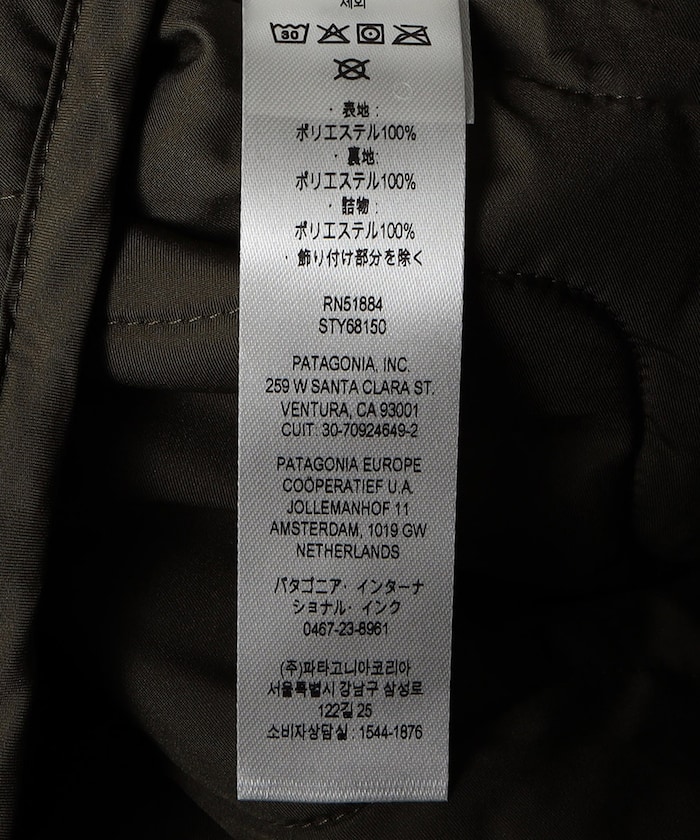 제외
30
· 表地 :
ポリエステル100%
· 裏地:
ポリエステル100%
· 詰物 :
ポリエステル100%
· 飾り付け部分を除く
RN51884
STY68150
PATAGONIA, INC.
259 W SANTA CLARA ST.
VENTURA, CA 93001
CUIT: 30-70924649-2
PATAGONIA EUROPE
COÖPERATIEF U.A.
JOLLEMANHOF 11
AMSTERDAM, 1019 GW
NETHERLANDS
パタゴニア・インターナ
ショナル・インク
0467-23-8961
(주)파타고니아코리아
서울특별시 강남구 삼성로
122길 25
소비자상담실 : 1544-1876